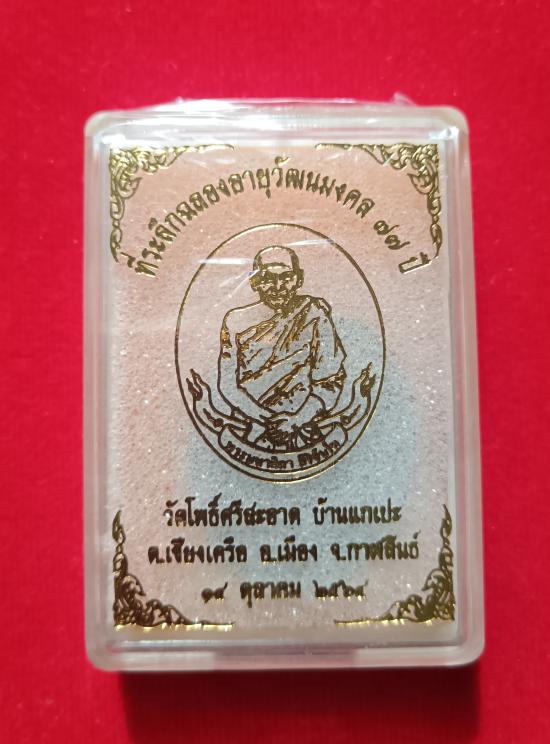 ที่ระลึกฉลองอายุวัฒนมงคล ๗๗ ปี
วัดโพธิ์ศรีสะอาด บ้านแกเปะ
ต.เชียงเครือ อ.เมือง จ.กาฬสินธุ์
๑๔ ตุลาคม ๒๕๖๔